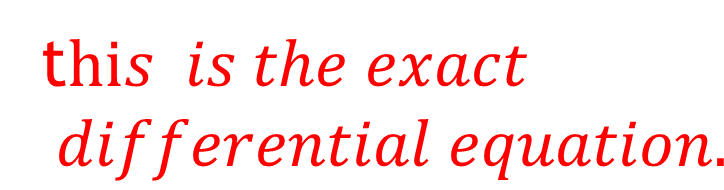 this is the exact
differential equation.